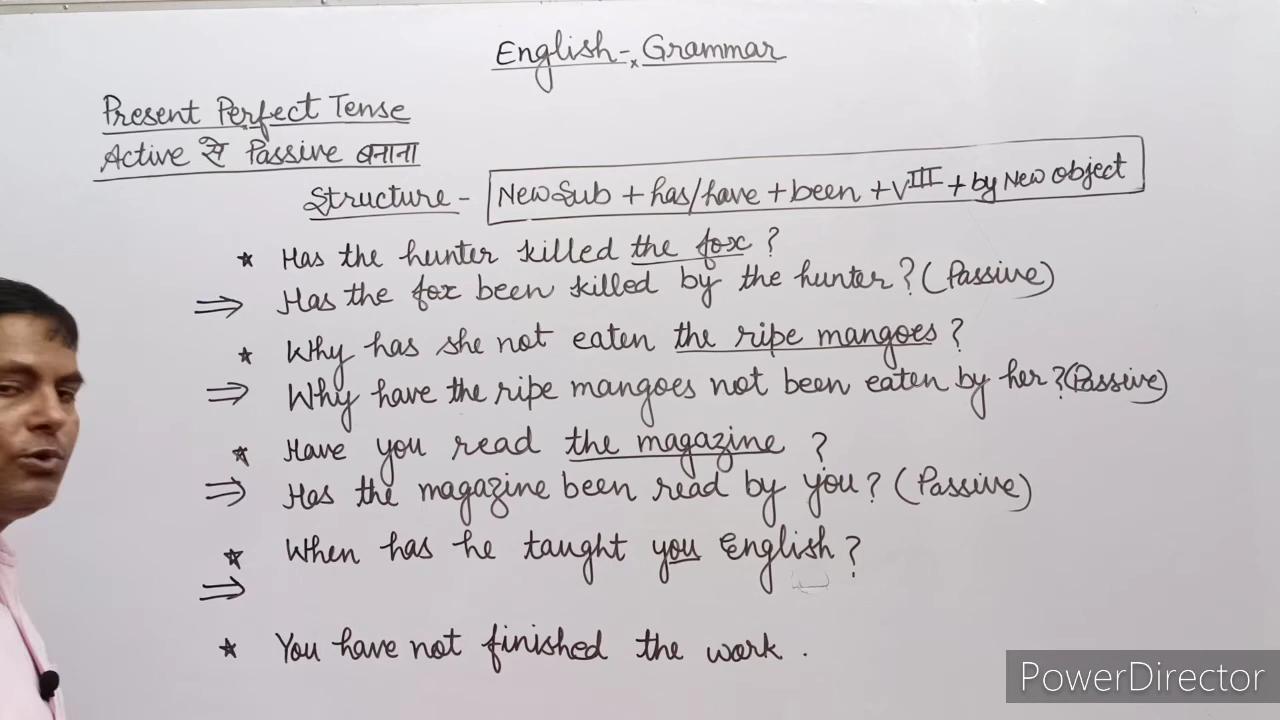 English-Grammar
Present Perfect Tense
Active से Passive बनाना
Structure - New Sub + has/have + been + VIII + by New object
★ Has the hunter killed the fox ?
⇒ Has the fox been killed by the hunter? (Passive)
★ Why has she not eaten the ripe mangoes ?
⇒ Why have the ripe mangoes not been eaten by her? (Passive)
★ Have you read the magazine ?
⇒ Has the magazine been read by you? (Passive)
★ When has he taught you English?
⇒
★ You have not finished the work .
PowerDirector